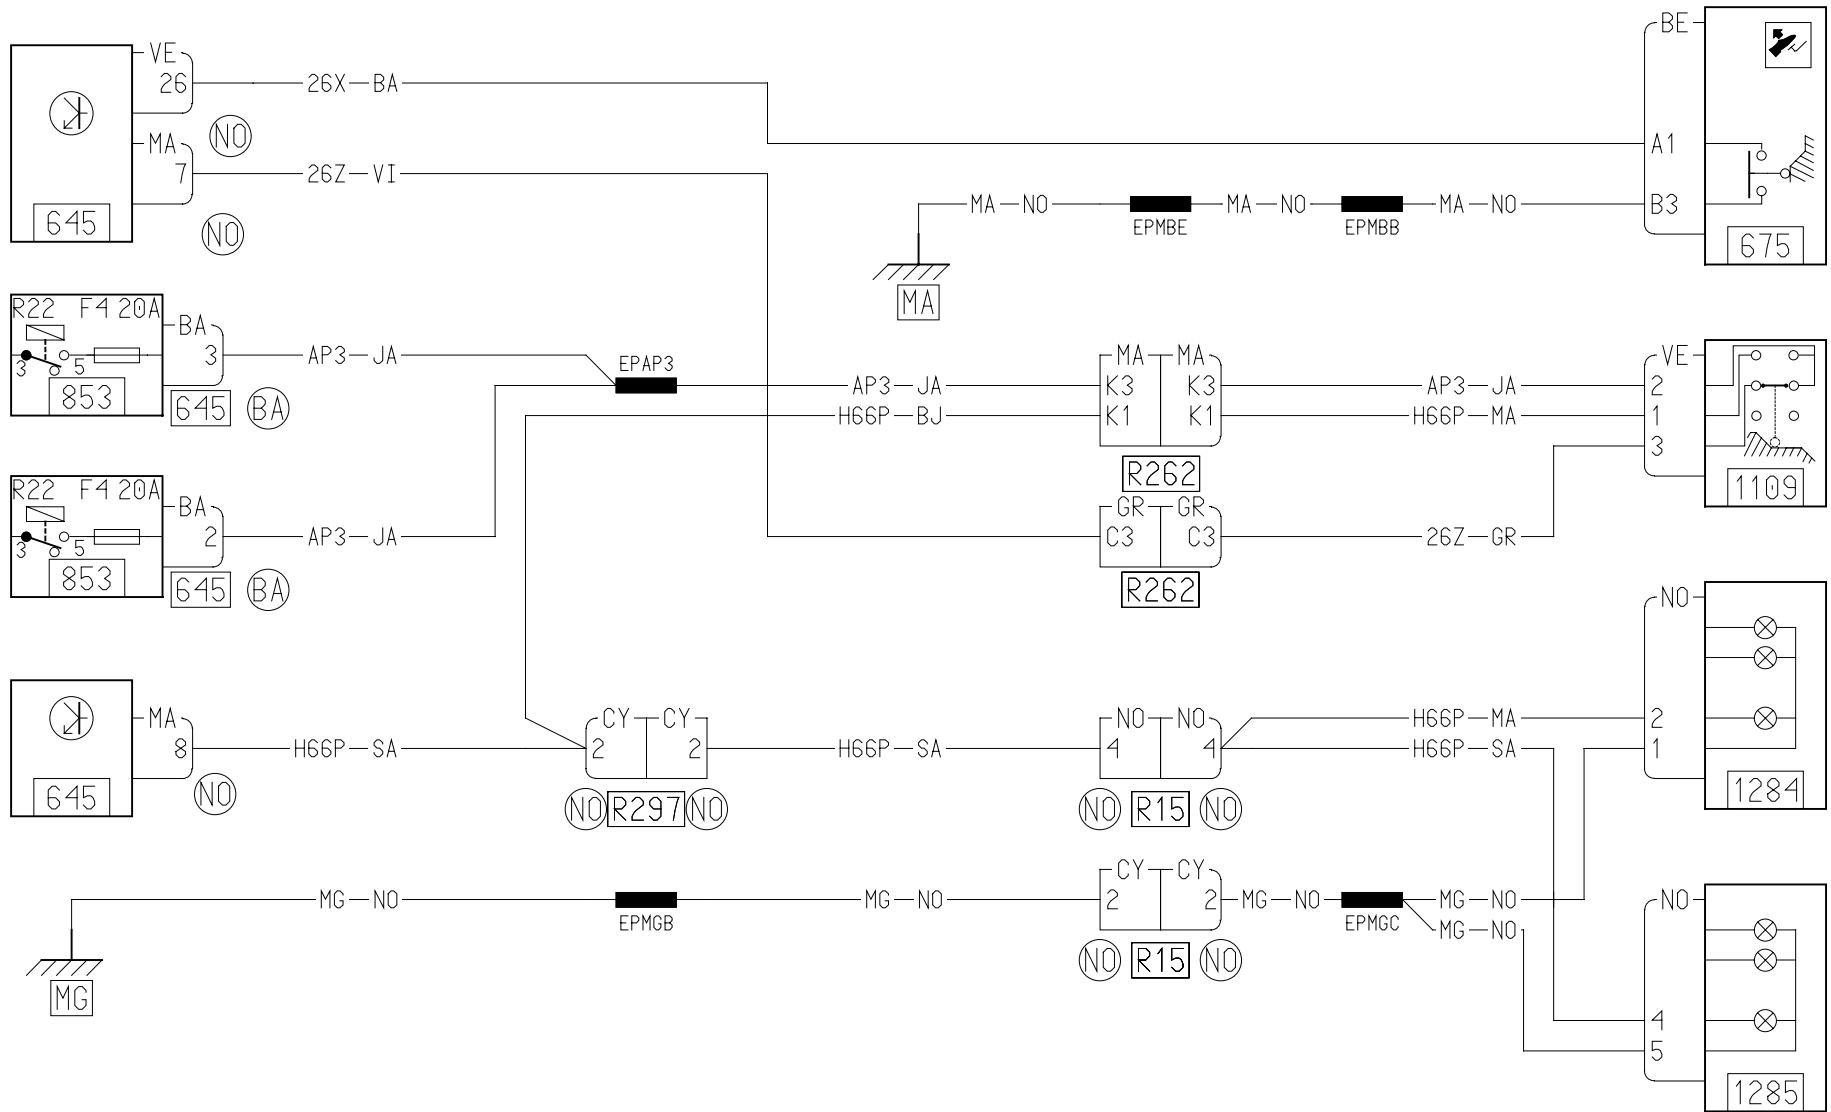 BE
VE
26
26X BA
NO
MA
7
26Z VI
645
NO
A1
B3
MA NO
EPMBE
MA NO
EPMBB
MA NO
675
MA
R22 F4 20A
BA
3
3 5
853
645
BA
AP3 JA
EPAP3
AP3 JA
H66P BJ
MA MA
K3 K3
K1 K1
R262
AP3 JA
H66P MA
VE
2
1
3
1109
R22 F4 20A
BA
2
3 5
853
645
BA
AP3 JA
GR GR
C3 C3
R262
26Z GR
MA
8
645
NO
H66P SA
CY CY
2 2
NO R297 NO
H66P SA
NO NO
4 4
NO R15 NO
H66P MA
H66P SA
NO
2
1
1284
MG NO
EPMGB
MG NO
CY CY
2 2
NO R15 NO
MG NO
EPMGC
MG NO
MG NO
MG
NO
4
5
1285